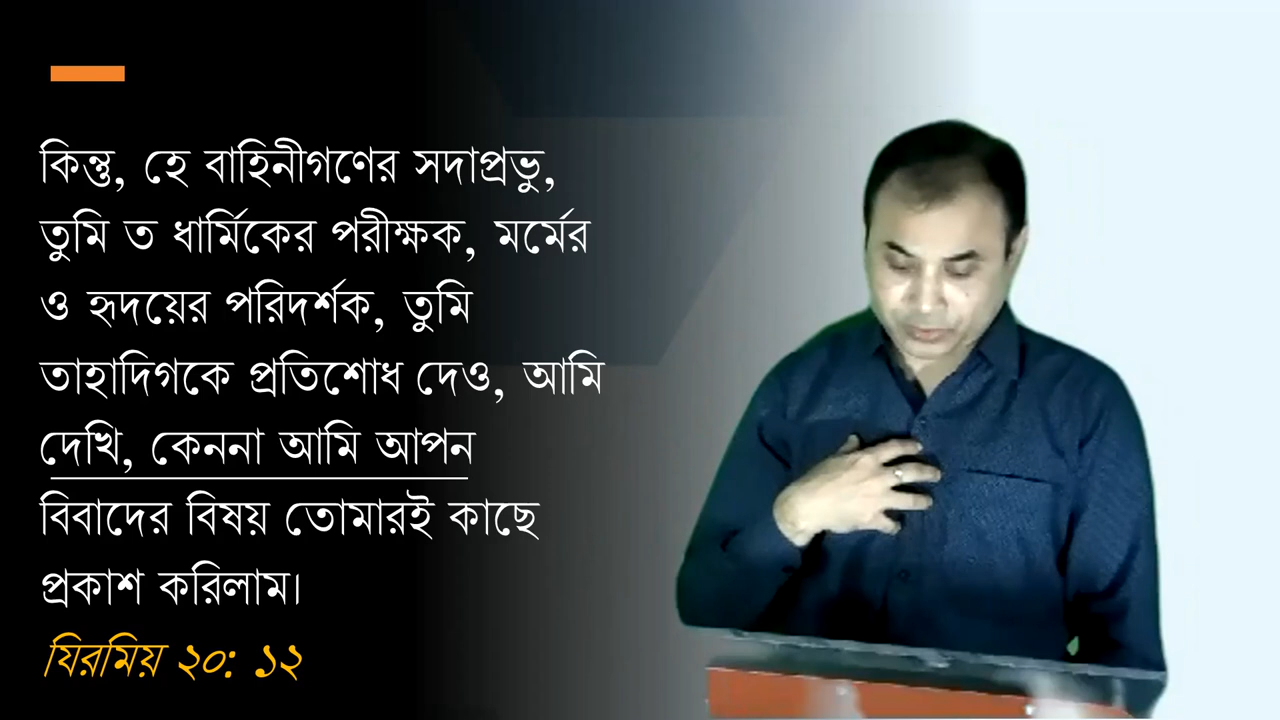 কিন্তু, হে বাহিনীগণের সদাপ্রভু,
তুমি ত ধার্মিকের পরীক্ষক, মর্মের
ও হৃদয়ের পরিদর্শক, তুমি
তাহাদিগকে প্রতিশোধ দেও, আমি
দেখি, কেননা আমি আপন
বিবাদের বিষয় তোমারই কাছে
প্রকাশ করিলাম।
যিরমিয় ২০: ১২